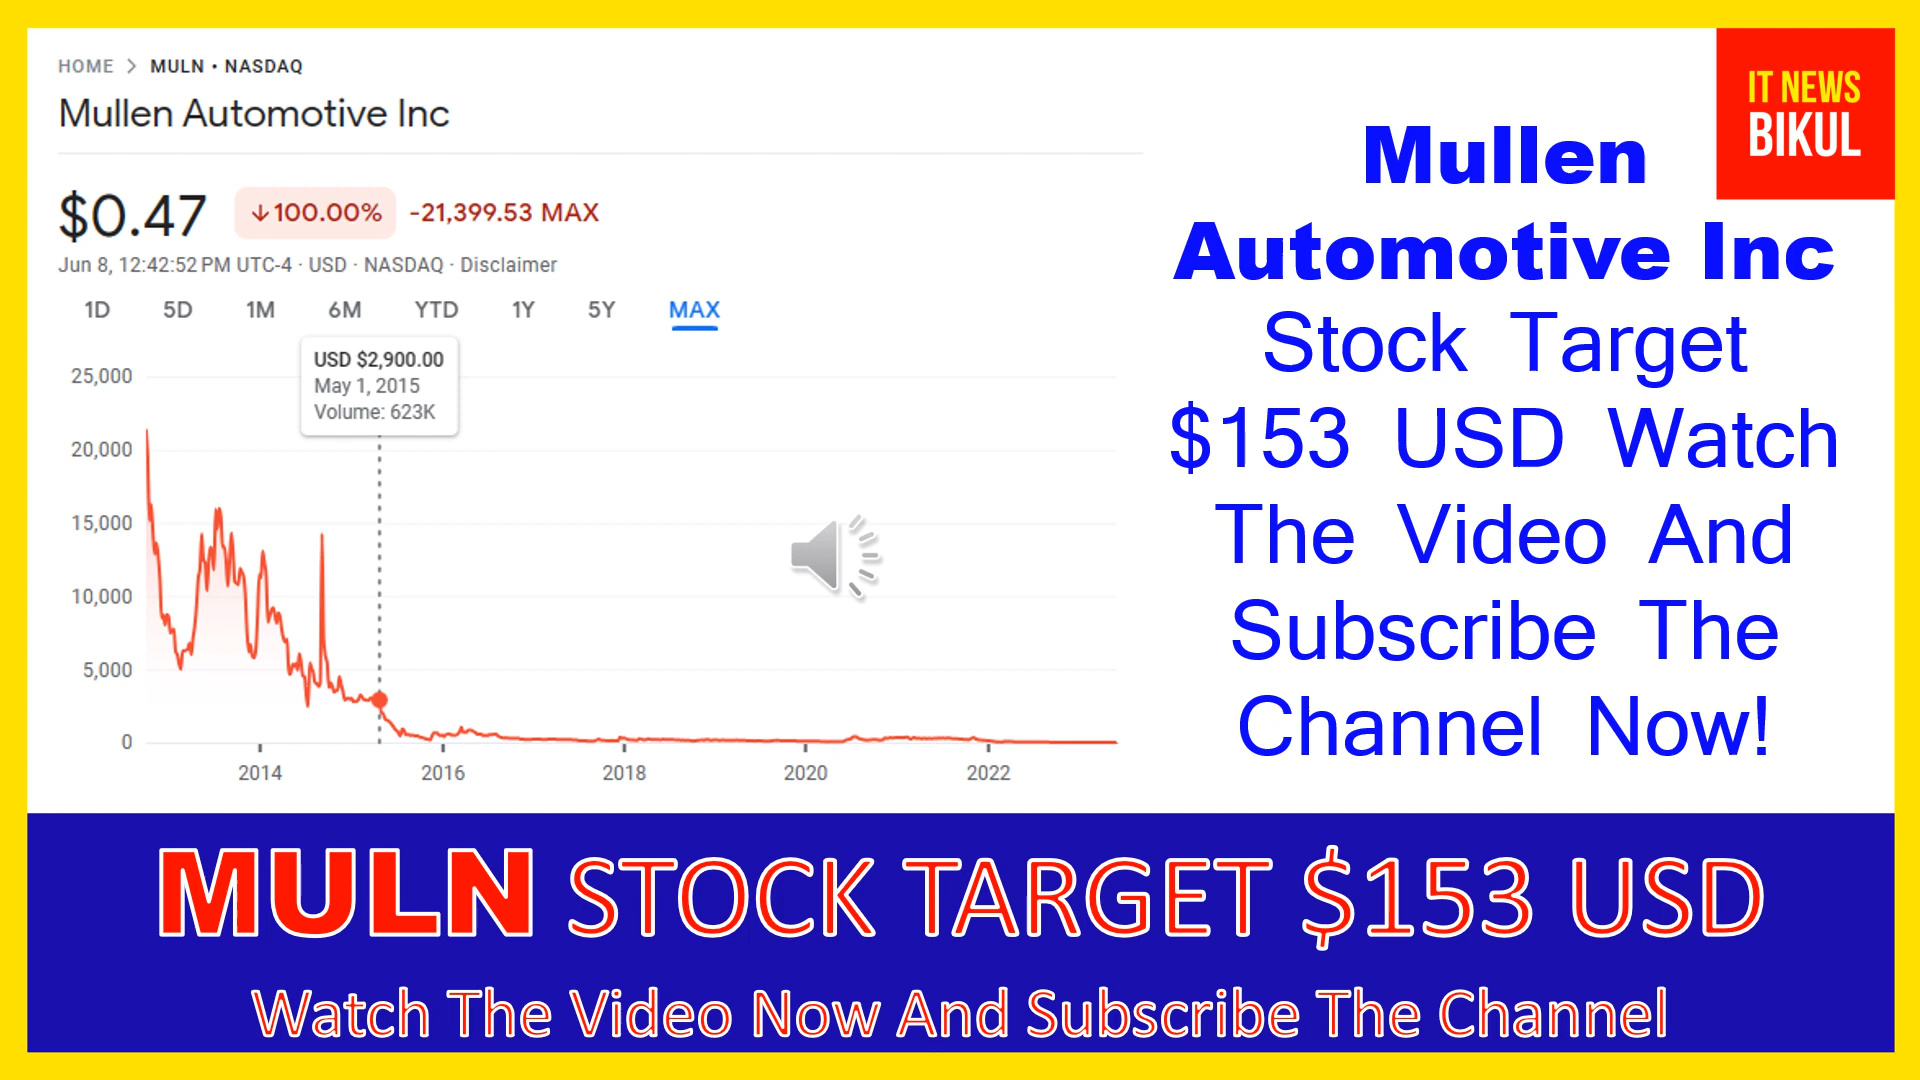 HOME > MULN • NASDAQ
Mullen Automotive Inc
$0.47 ↓100.00% -21,399.53 MAX
Jun 8, 12:42:52 PM UTC-4 · USD · NASDAQ · Disclaimer
1D 5D 1M 6M YTD 1Y 5Y MAX
USD $2,900.00
May 1, 2015
Volume: 623K
25,000
20,000
15,000
10,000
5,000
0
2014 2016 2018 2020 2022
IT NEWS
BIKUL
Mullen
Automotive Inc
Stock Target
$153 USD Watch
The Video And
Subscribe The
Channel Now!
MULN STOCK TARGET $153 USD
Watch The Video Now And Subscribe The Channel